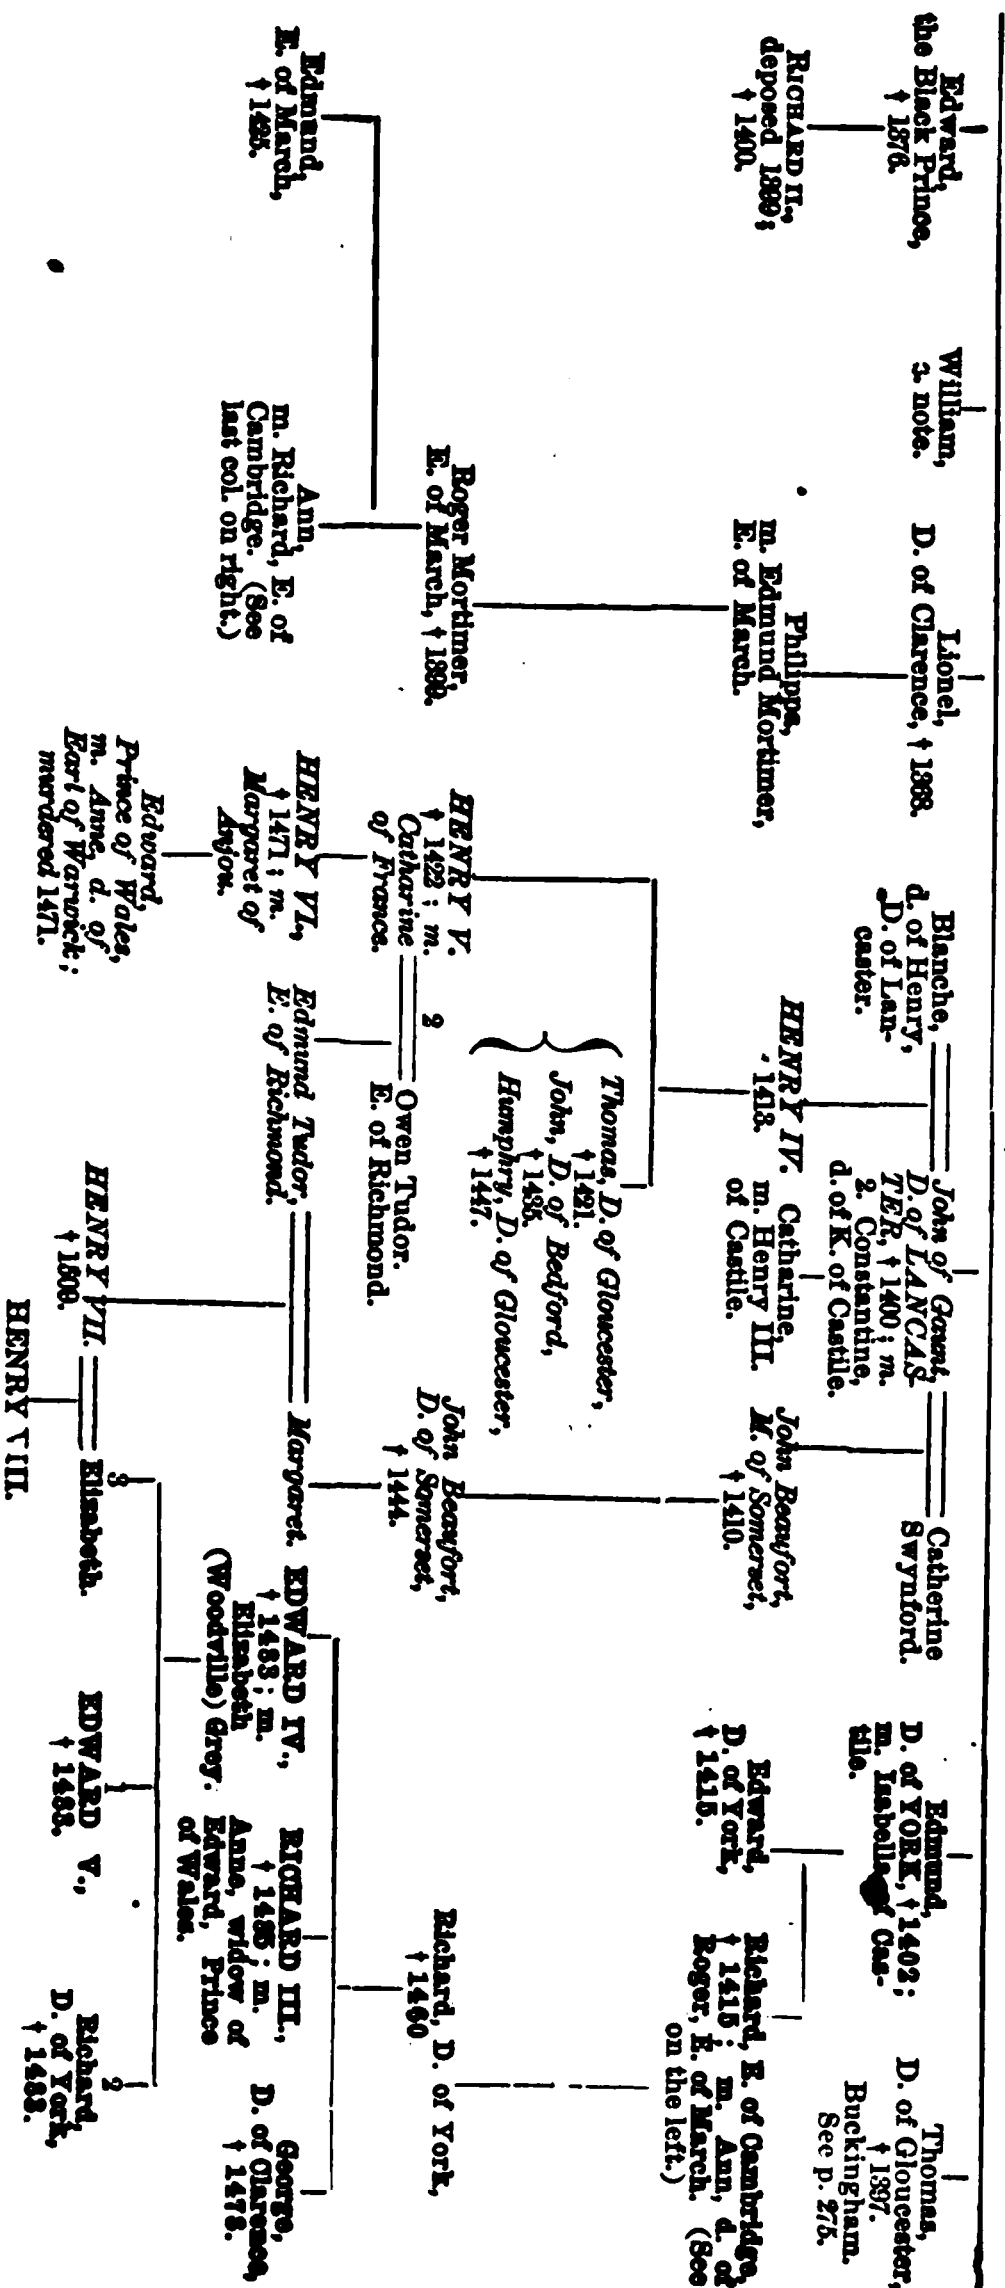 Edward,
the Black Prince,
† 1376.
RICHARD II.,
deposed 1399;
† 1400.
William,
s. note.
Lionel,
D. of Clarence, † 1368.
Philippa,
m. Edmund Mortimer,
E. of March.
Roger Mortimer,
E. of March, † 1398.
Edmund,
E. of March,
† 1425.
Ann,
m. Richard, E. of
Cambridge. (See
last col. on right.)
Blanche,
d. of Henry,
D. of Lan-
caster.
John of Gaunt,
D. of LANCAS-
TER, † 1400; m.
2. Constantine,
d. of K. of Castile.
Catherine
Swynford.
HENRY IV.
1413.
Catharine,
m. Henry III.
of Castile.
John Beaufort,
M. of Somerset,
† 1410.
HENRY V.
† 1422; m.
Catharine
of France.
2
Owen Tudor.
E. of Richmond.
Thomas, D. of Gloucester,
† 1421.
John, D. of Bedford,
† 1435.
Humphry, D. of Gloucester,
† 1447.
John Beaufort,
D. of Somerset,
† 1444.
HENRY VI.,
† 1471; m.
Margaret of
Anjou.
Edmund Tudor,
E. of Richmond.
Margaret.
Edward,
Prince of Wales,
m. Anne, d. of
Earl of Warwick;
murdered 1471.
HENRY VII.
† 1509.
3
Elizabeth.
HENRY VIII.
Edmund,
D. of YORK, † 1402;
m. Isabella of Cas-
tile.
Edward,
D. of York,
† 1415.
Richard, E. of Cambridge,
† 1415; m. Ann, d. of
Roger, E. of March. (See
on the left.)
Richard, D. of York,
† 1460
EDWARD IV.,
† 1483; m.
Elizabeth
(Woodville) Grey.
RICHARD III.,
† 1485; m.
Anne, widow of
Edward, Prince
of Wales.
George,
D. of Clarence,
† 1478.
1
EDWARD V.,
† 1483.
2
Richard,
D. of York,
† 1483.
Thomas,
D. of Gloucester,
† 1397.
Buckingham.
See p. 275.